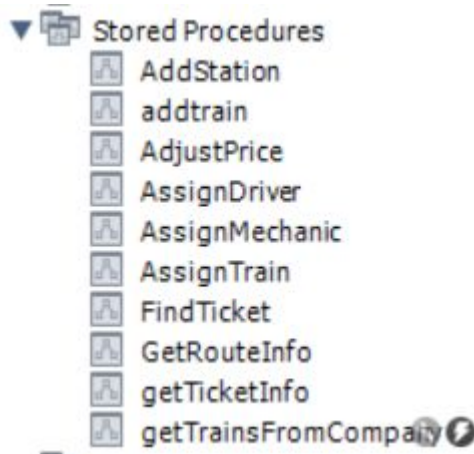 Stored Procedures
AddStation
addtrain
AdjustPrice
AssignDriver
AssignMechanic
AssignTrain
FindTicket
GetRouteInfo
getTicketInfo
getTrainsFromCompany